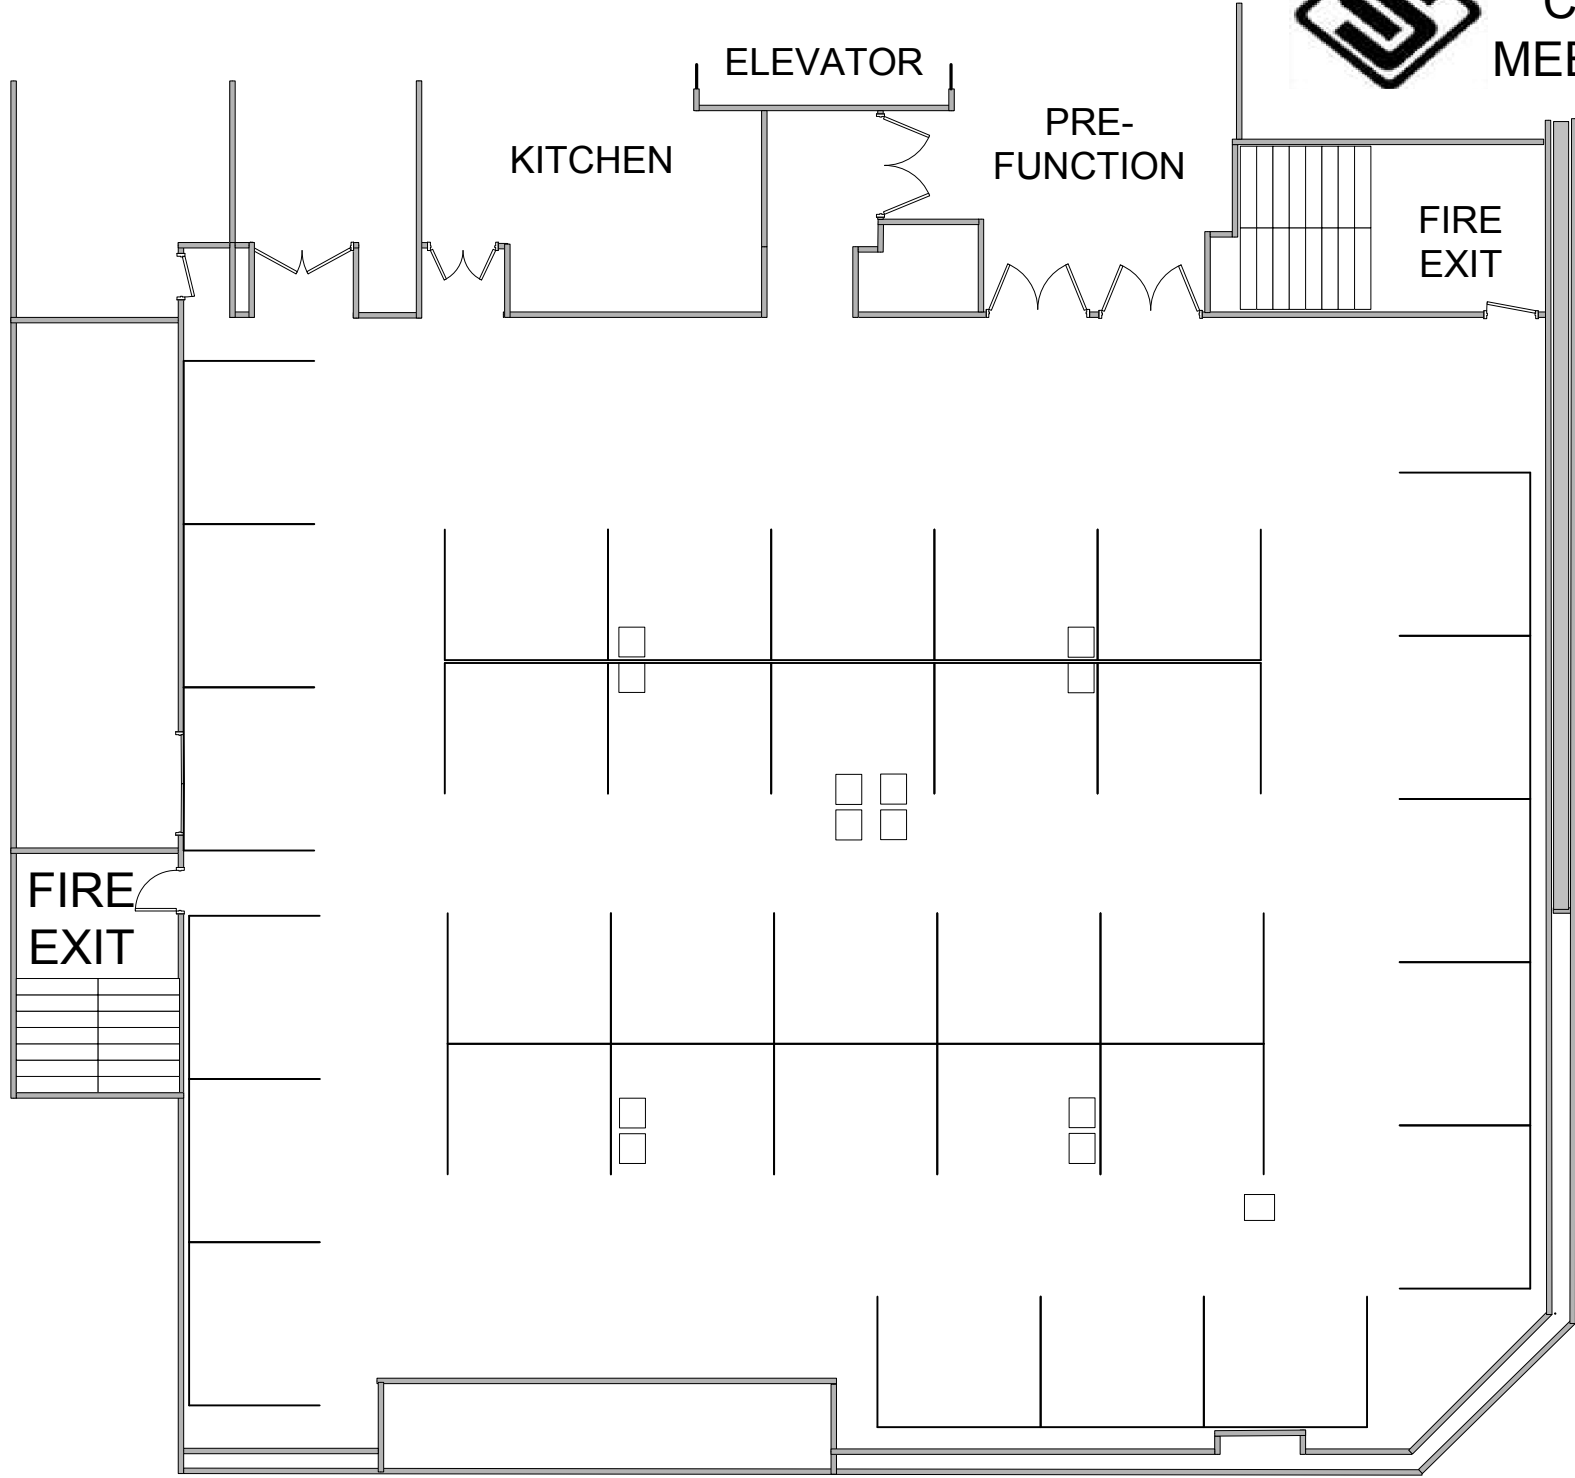 ELEVATOR
KITCHEN
PRE-
FUNCTION
FIRE
EXIT
FIRE
EXIT